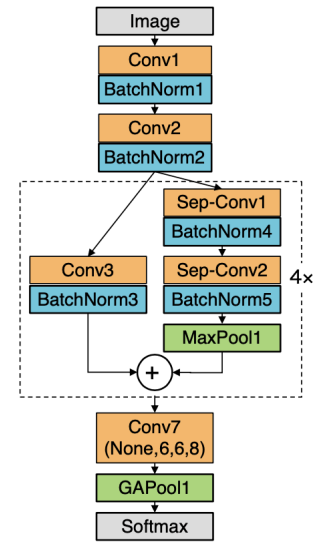 Image
Conv1
BatchNorm1
Conv2
BatchNorm2
Sep-Conv1
BatchNorm4
Conv3
BatchNorm3
Sep-Conv2
BatchNorm5
4×
MaxPool1
+
Conv7
(None,6,6,8)
GAPool1
Softmax